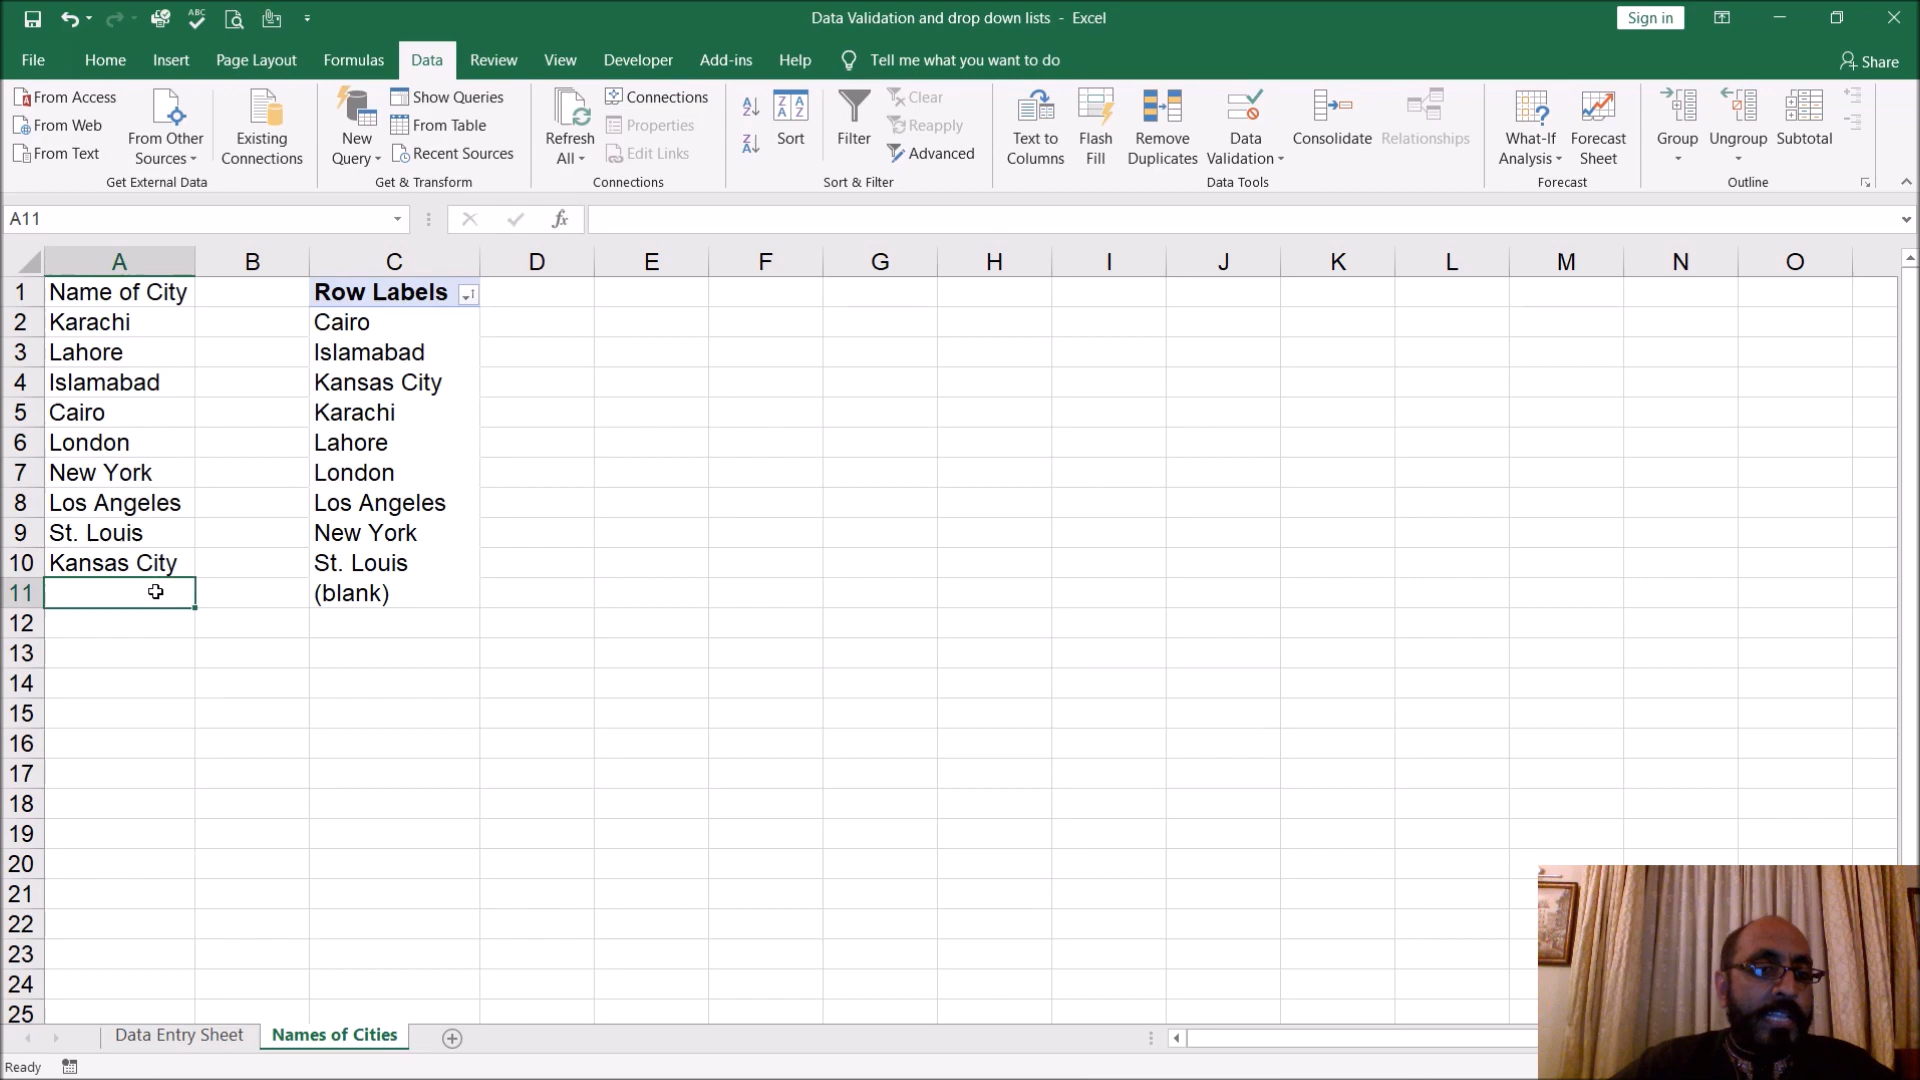 Data Validation and drop down lists - Excel
Sign in
File Home Insert Page Layout Formulas Data Review View Developer Add-ins Help Tell me what you want to do Share
From Access
From Web
From Text
From Other Sources
Existing Connections
Get External Data
New Query
Show Queries
From Table
Recent Sources
Get & Transform
Refresh All
Connections
Properties
Edit Links
Connections
Sort
Filter
Clear
Reapply
Advanced
Sort & Filter
Text to Columns
Flash Fill
Remove Duplicates
Data Validation
Consolidate
Relationships
Data Tools
What-If Analysis
Forecast Sheet
Forecast
Group
Ungroup
Subtotal
Outline
A11 fx
A B C D E F G H I J K L M N O
1 Name of City Row Labels
2 Karachi Cairo
3 Lahore Islamabad
4 Islamabad Kansas City
5 Cairo Karachi
6 London Lahore
7 New York London
8 Los Angeles Los Angeles
9 St. Louis New York
10 Kansas City St. Louis
11 (blank)
12
13
14
15
16
17
18
19
20
21
22
23
24
25
Data Entry Sheet Names of Cities
Ready